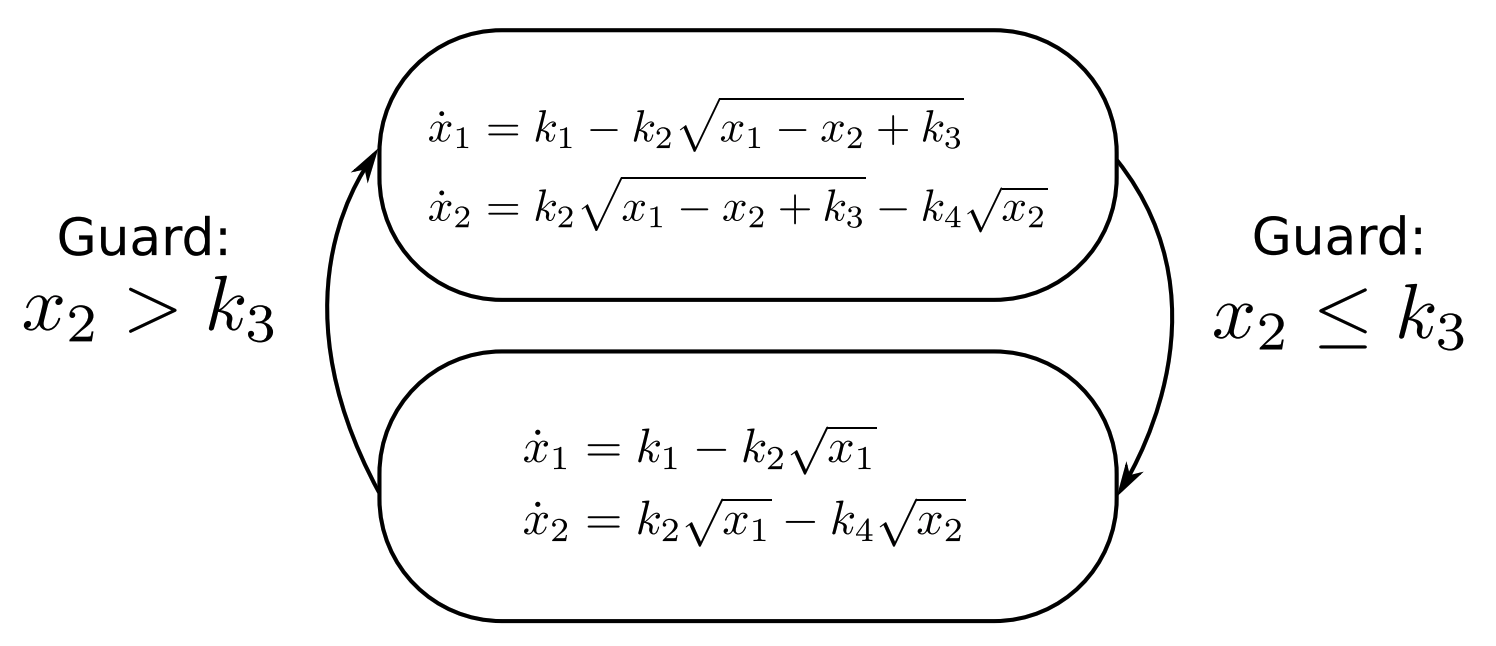 ẋ₁ = k₁ − k₂√(x₁ − x₂ + k₃)
ẋ₂ = k₂√(x₁ − x₂ + k₃) − k₄√x₂
Guard:
x₂ > k₃
Guard:
x₂ ≤ k₃
ẋ₁ = k₁ − k₂√x₁
ẋ₂ = k₂√x₁ − k₄√x₂